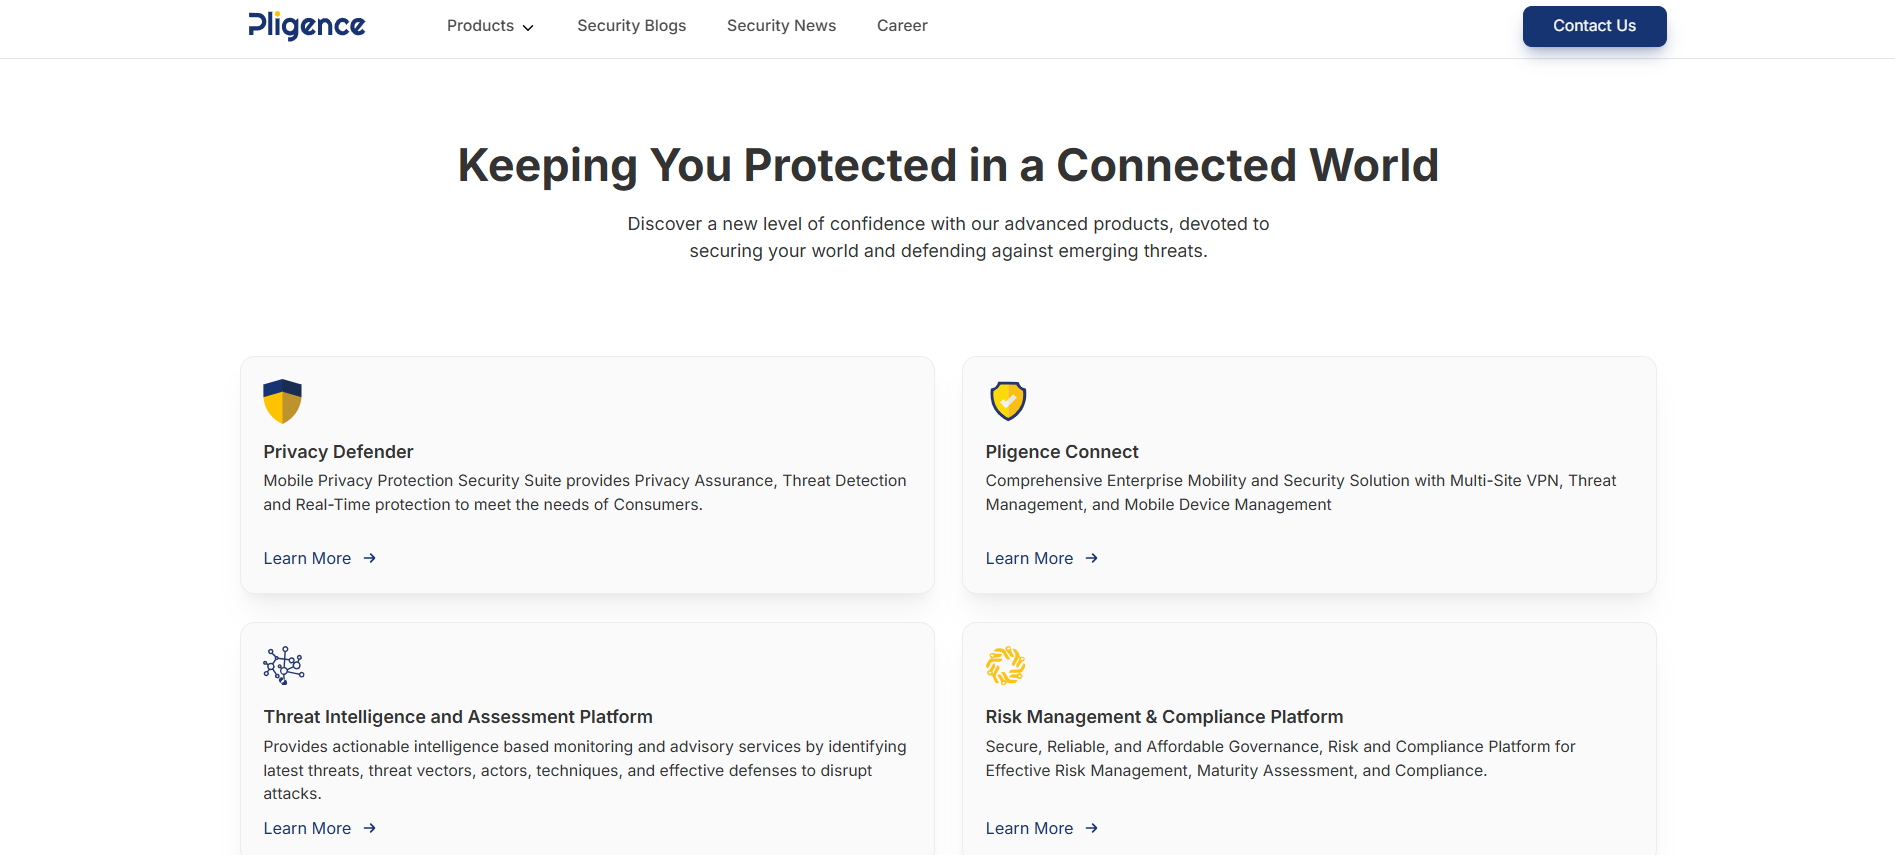 Pligence
Products
Security Blogs
Security News
Career
Contact Us
Keeping You Protected in a Connected World
Discover a new level of confidence with our advanced products, devoted to
securing your world and defending against emerging threats.
Privacy Defender
Mobile Privacy Protection Security Suite provides Privacy Assurance, Threat Detection
and Real-Time protection to meet the needs of Consumers.
Learn More
Pligence Connect
Comprehensive Enterprise Mobility and Security Solution with Multi-Site VPN, Threat
Management, and Mobile Device Management
Learn More
Threat Intelligence and Assessment Platform
Provides actionable intelligence based monitoring and advisory services by identifying
latest threats, threat vectors, actors, techniques, and effective defenses to disrupt
attacks.
Learn More
Risk Management & Compliance Platform
Secure, Reliable, and Affordable Governance, Risk and Compliance Platform for
Effective Risk Management, Maturity Assessment, and Compliance.
Learn More